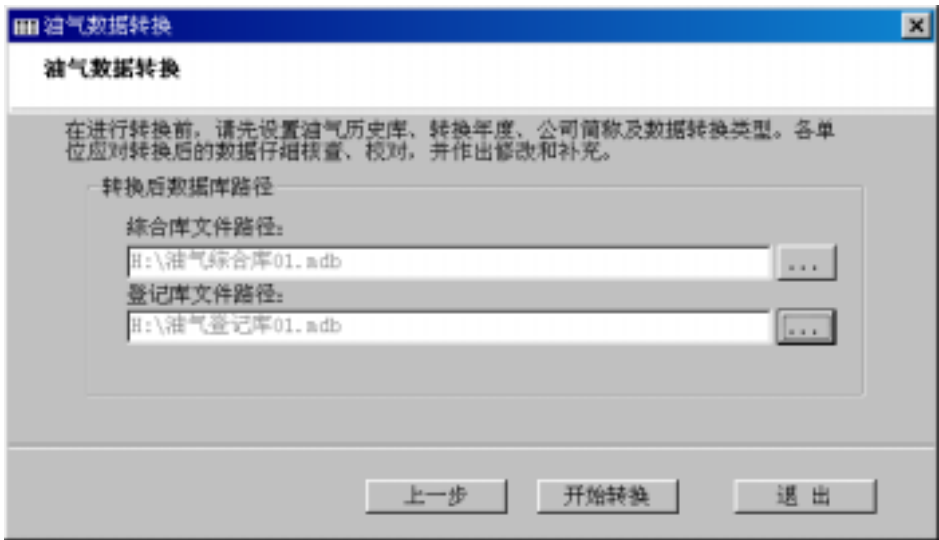 油气数据转换
油气数据转换
在进行转换前，请先设置油气历史库、转换年度、公司简称及数据转换类型。各单
位应对转换后的数据仔细核查、校对，并作出修改和补充。
转换后数据库路径
综合库文件路径：
H:\油气综合库01.mdb
...
登记库文件路径：
H:\油气登记库01.mdb
...
上一步
开始转换
退 出